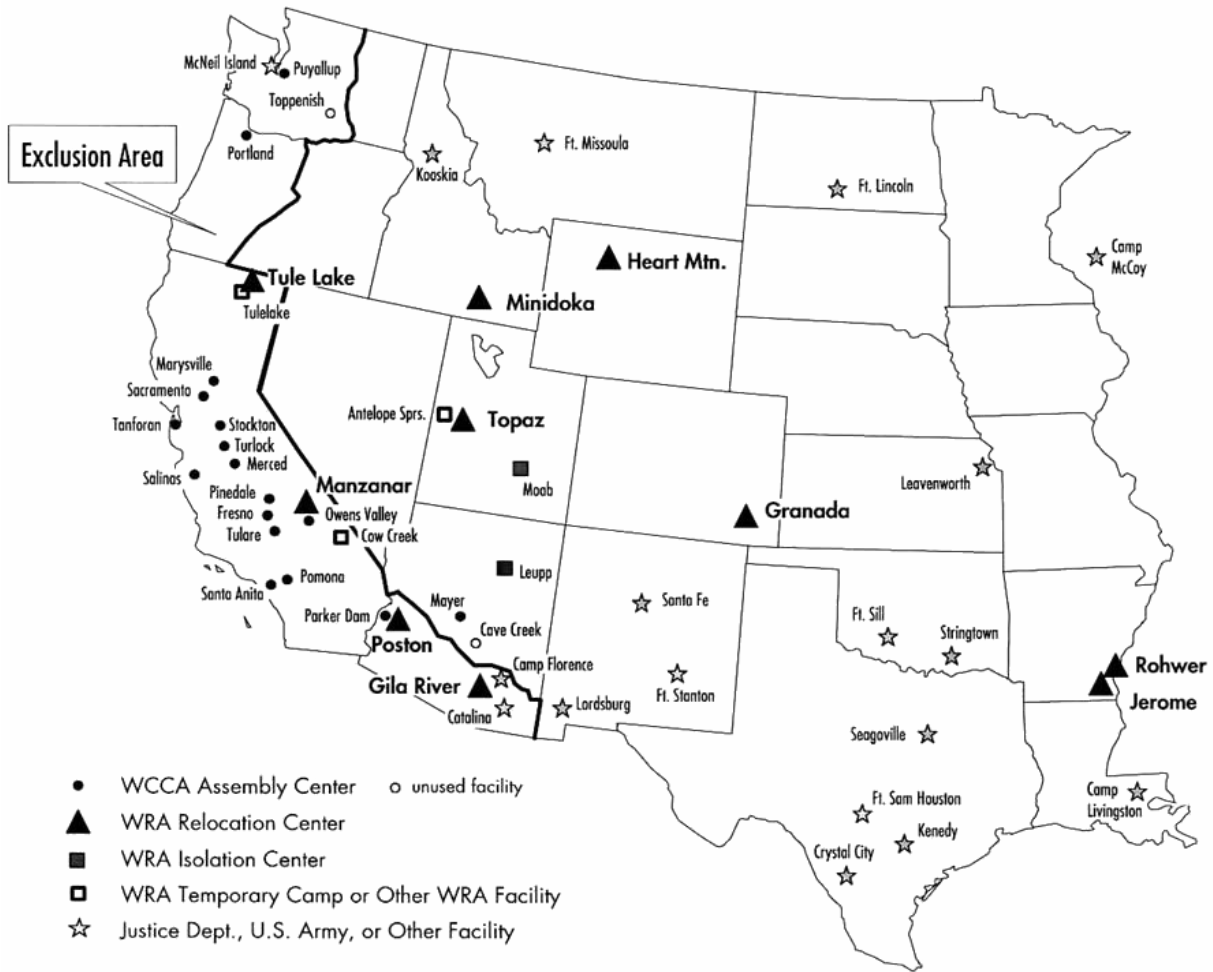 McNeil Island
Puyallup
Toppenish
Exclusion Area
Portland
Kooskia
Ft. Missoula
Ft. Lincoln
Camp
McCoy
Heart Mtn.
Tule Lake
Tulelake
Minidoka
Marysville
Sacramento
Tanforan
Stockton
Turlock
Merced
Salinas
Antelope Sprs.
Topaz
Moab
Leavenworth
Pinedale
Manzanar
Fresno
Owens Valley
Tulare
Cow Creek
Granada
Leupp
Santa Anita
Pomona
Parker Dam
Mayer
Poston
Cave Creek
Santa Fe
Ft. Sill
Stringtown
Camp Florence
Gila River
Catalina
Lordsburg
Ft. Stanton
Rohwer
Jerome
Seagoville
Ft. Sam Houston
Kenedy
Crystal City
Camp
Livingston
WCCA Assembly Center
unused facility
WRA Relocation Center
WRA Isolation Center
WRA Temporary Camp or Other WRA Facility
Justice Dept., U.S. Army, or Other Facility